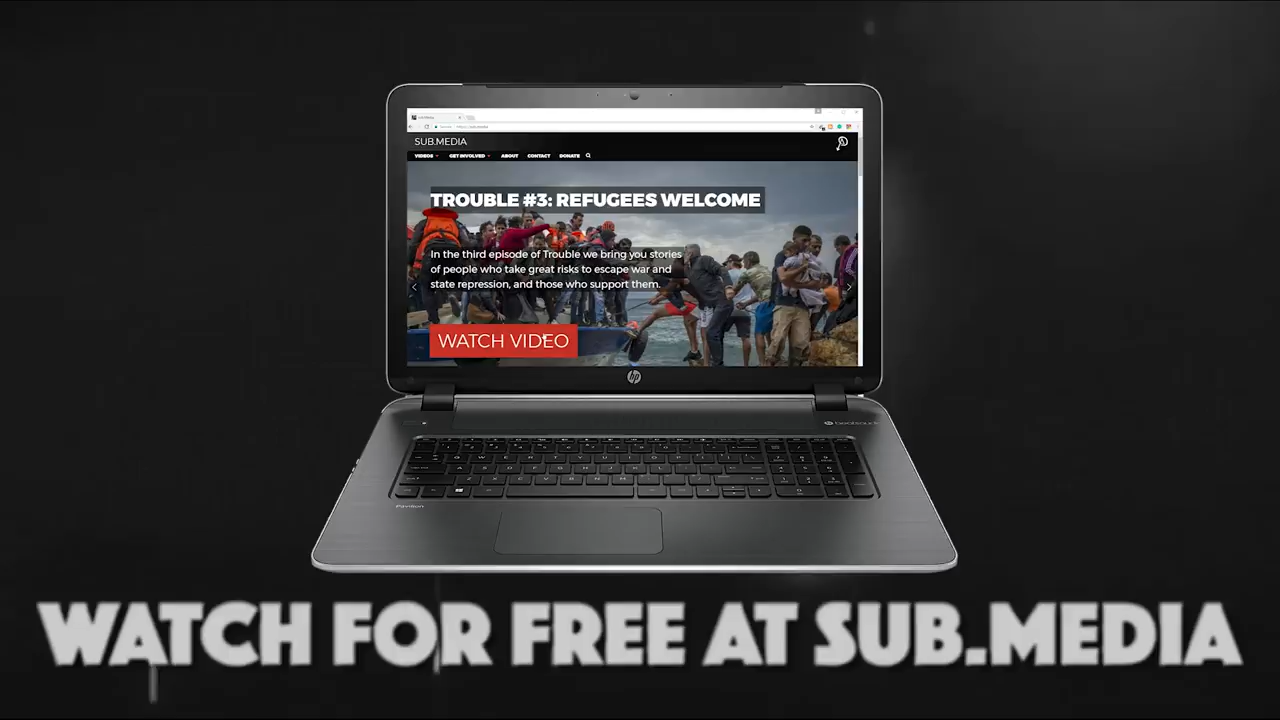 SUB.MEDIA
VIDEOS GET INVOLVED ABOUT CONTACT DONATE
TROUBLE #3: REFUGEES WELCOME
In the third episode of Trouble we bring you stories
of people who take great risks to escape war and
state repression, and those who support them.
WATCH VIDEO
hp
Pavilion
WATCH FOR FREE AT SUB.MEDIA